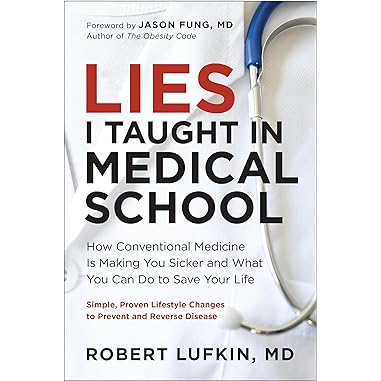 Foreword by JASON FUNG, MD
Author of The Obesity Code
LIES
I TAUGHT IN
MEDICAL
SCHOOL
How Conventional Medicine
Is Making You Sicker and What
You Can Do to Save Your Life
Simple, Proven Lifestyle Changes
to Prevent and Reverse Disease
ROBERT LUFKIN, MD